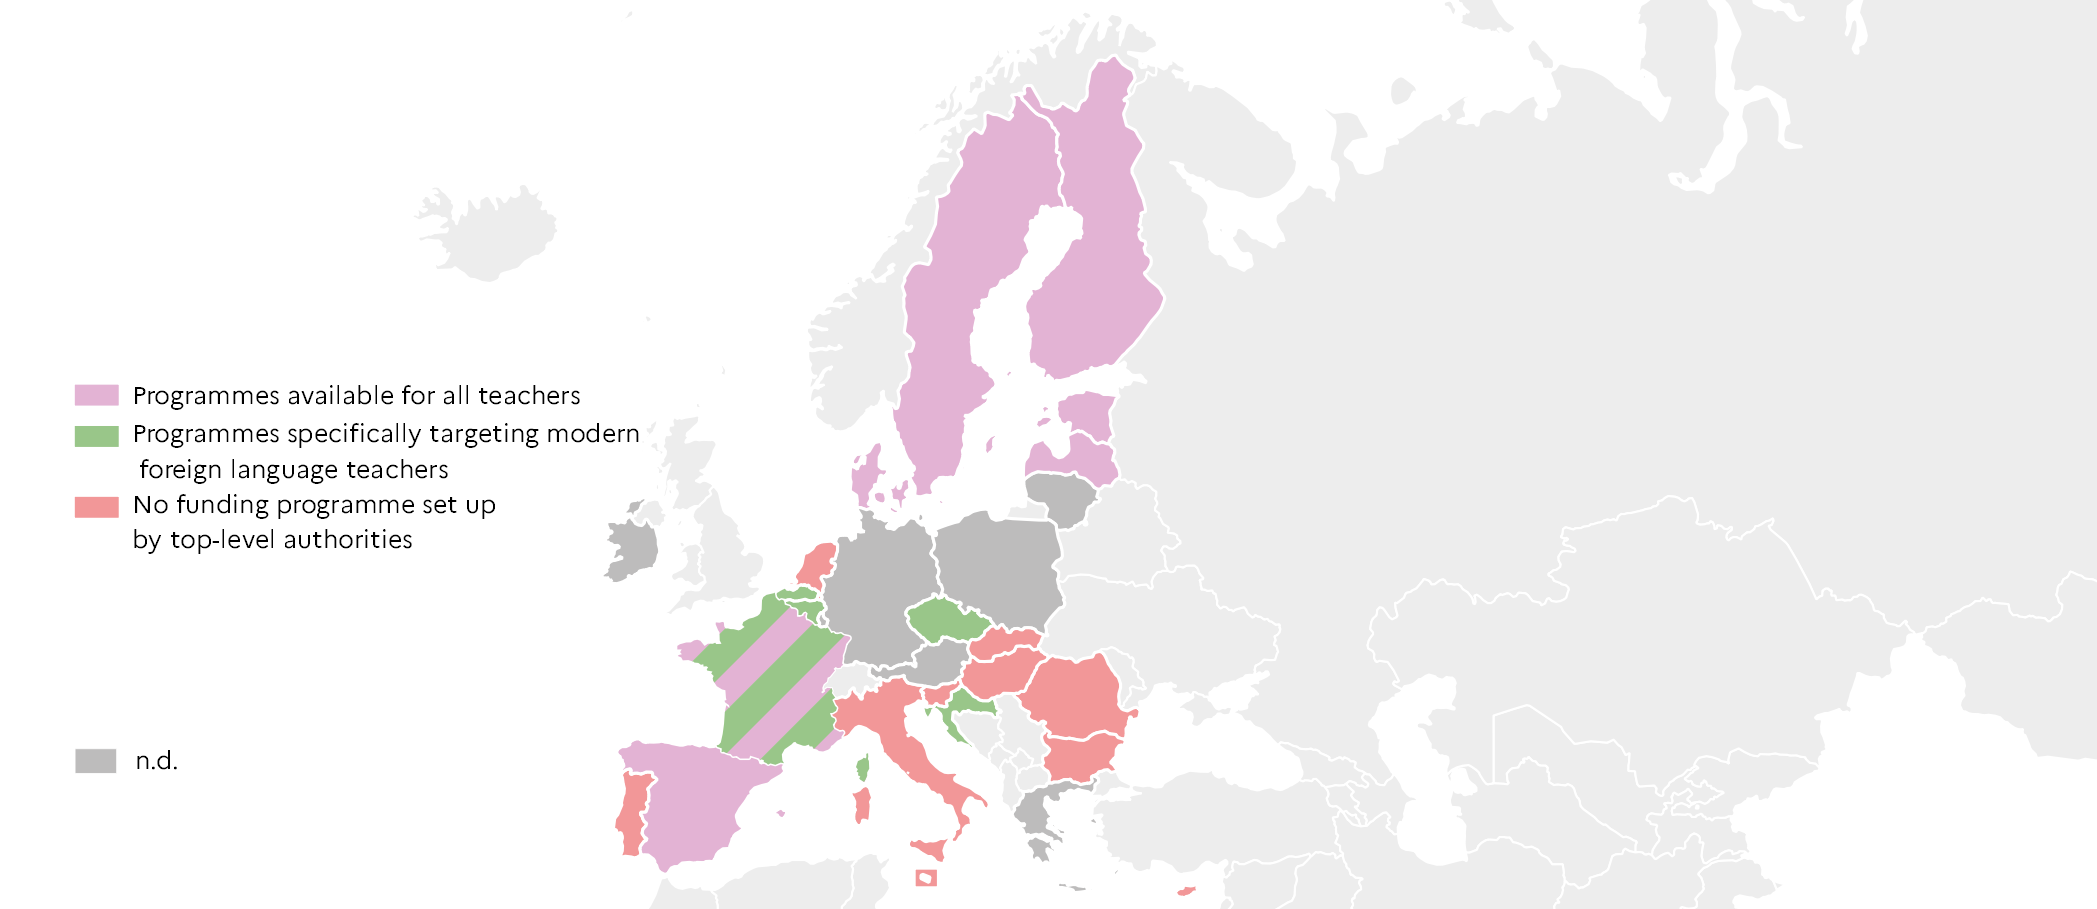 Programmes available for all teachers
Programmes specifically targeting modern
foreign language teachers
No funding programme set up
by top-level authorities
n.d.